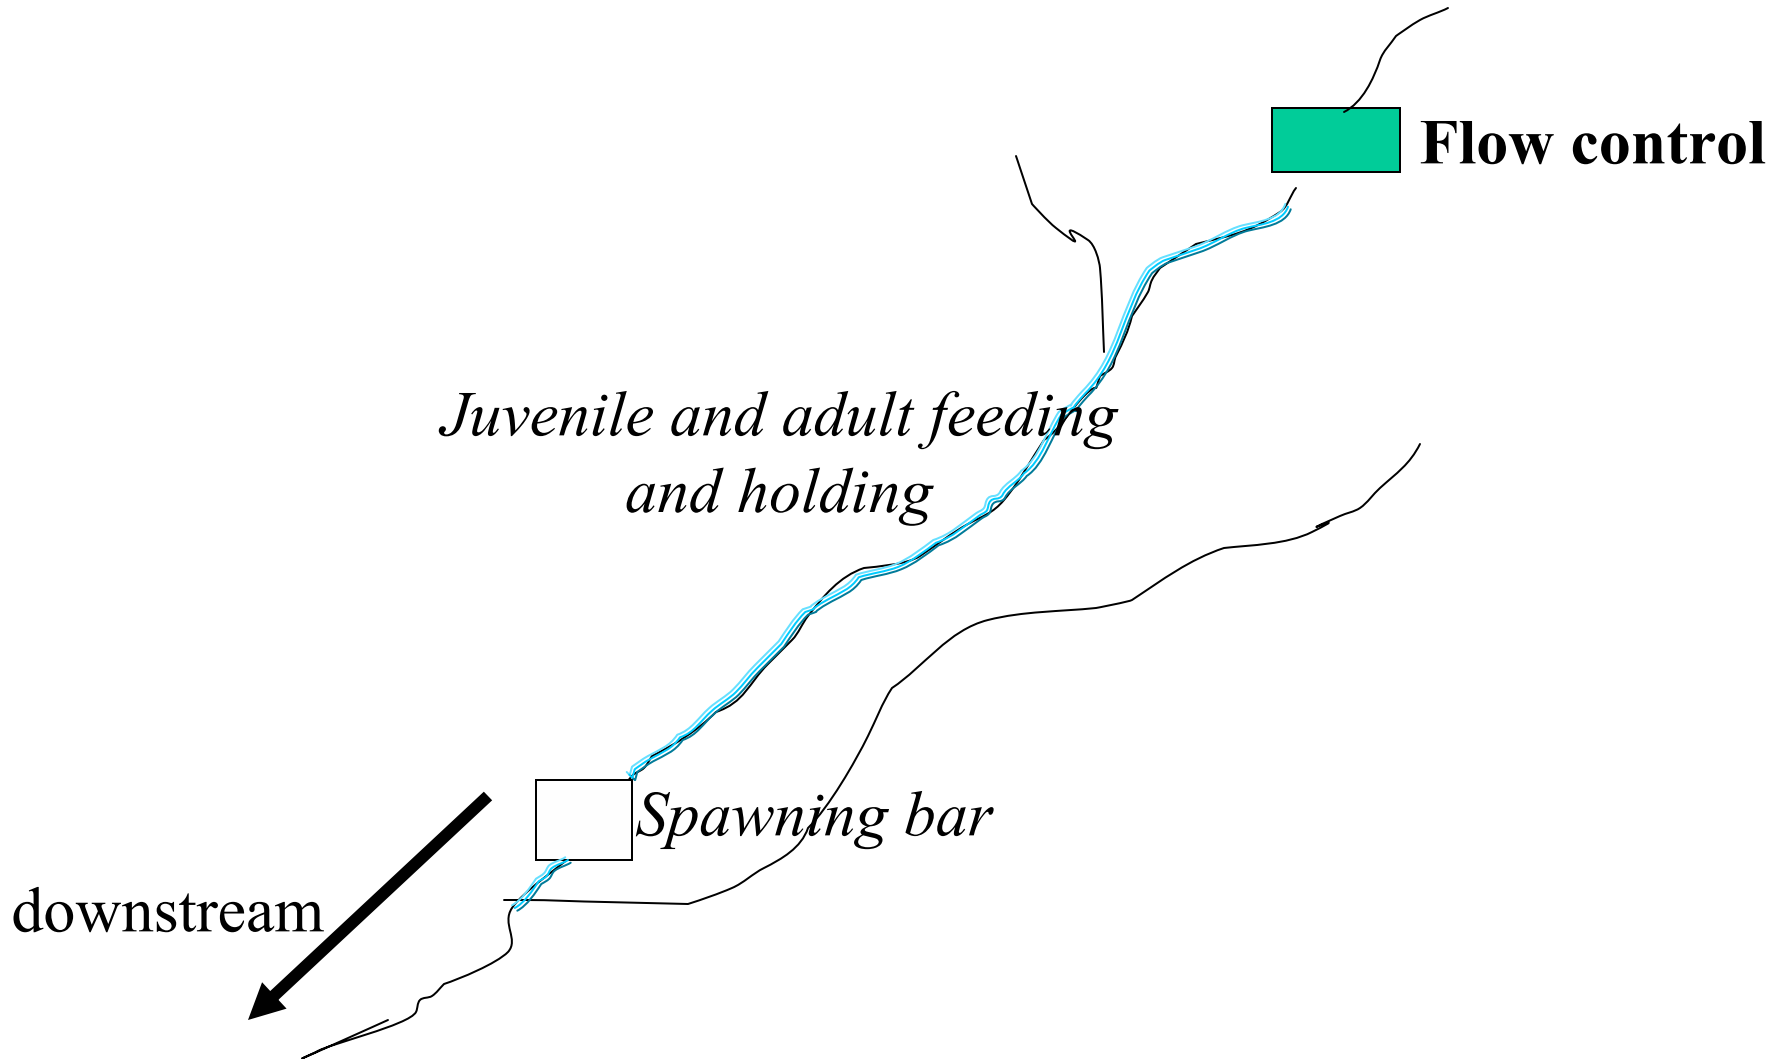 Flow control
Juvenile and adult feeding
and holding
Spawning bar
downstream